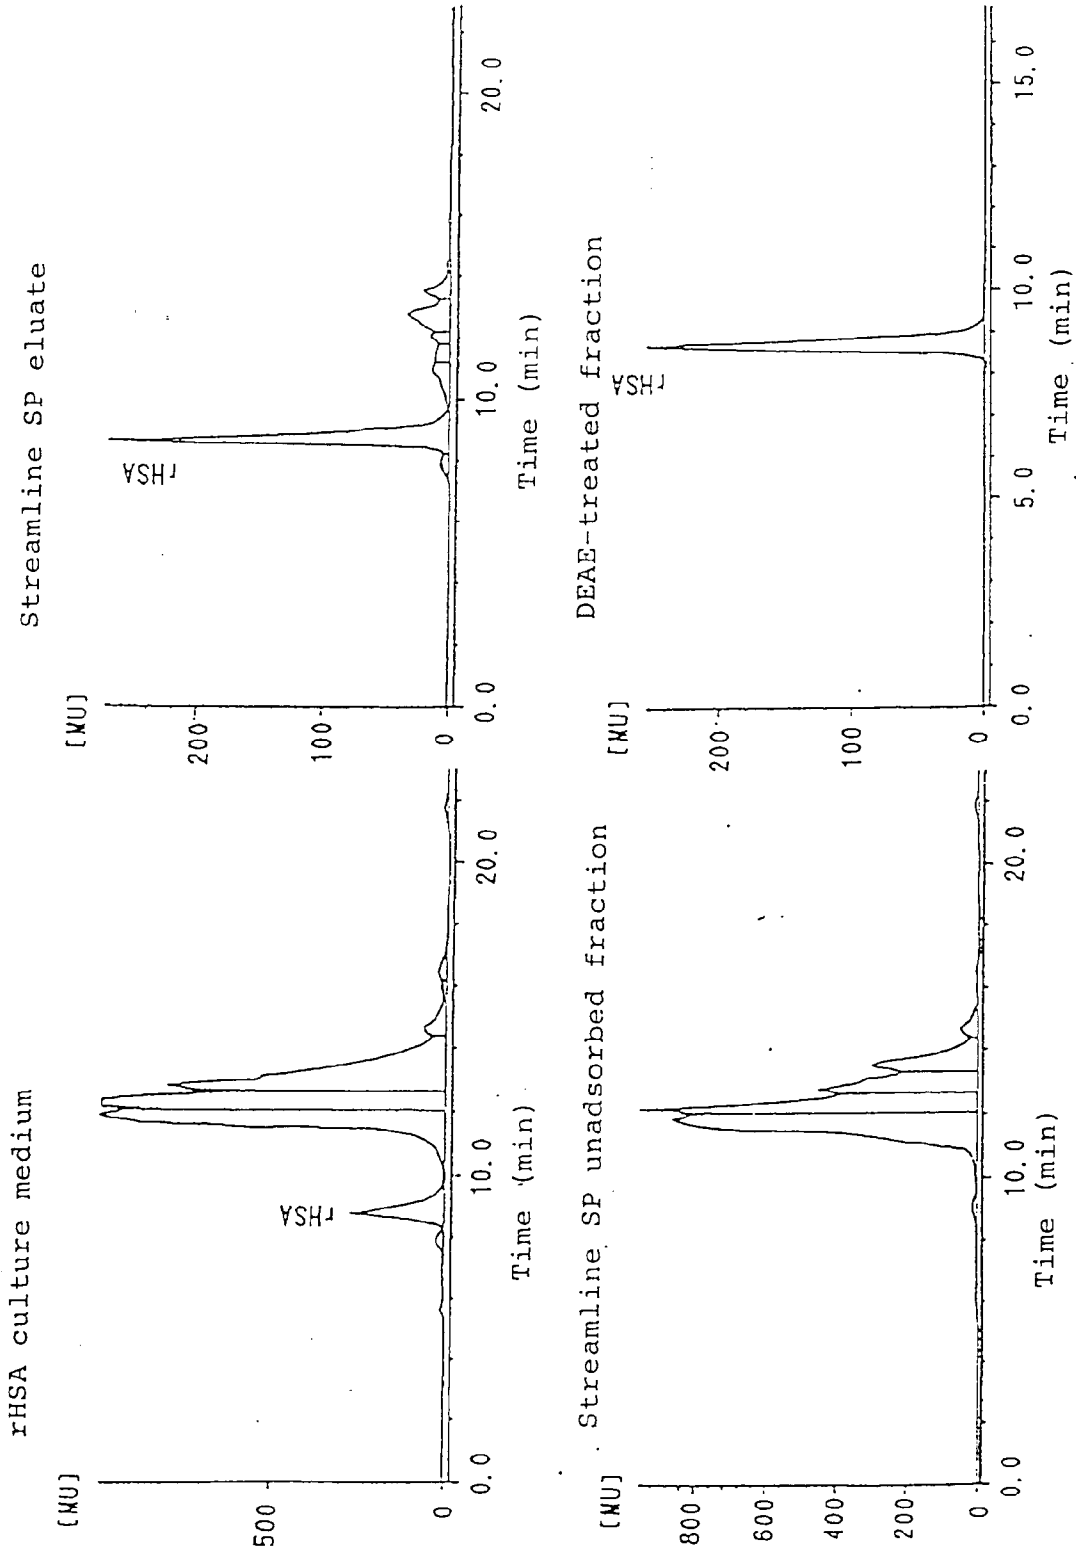 rHSA culture medium
[MU]
500
0
rHSA
0.0
10.0
20.0
Time (min)
Streamline SP eluate
[MU]
200
100
0
rHSA
0.0
10.0
20.0
Time (min)
Streamline SP unadsorbed fraction
[MU]
800
600
400
200
0
0.0
10.0
20.0
Time (min)
DEAE-treated fraction
[MU]
200
100
0
rHSA
0.0
5.0
10.0
15.0
Time (min)